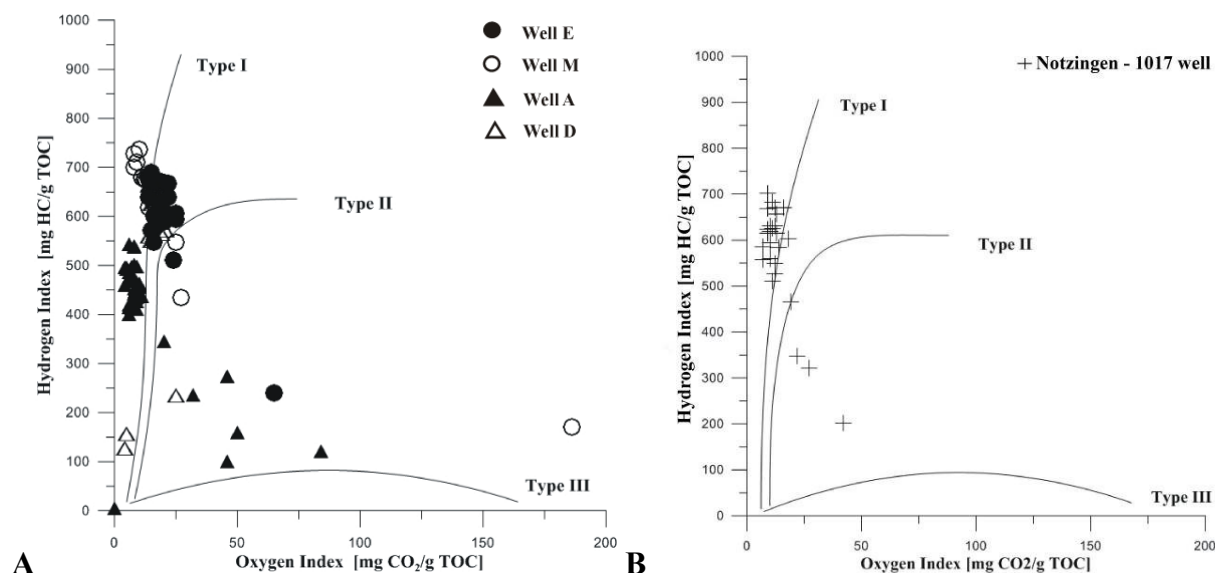 1000
900
800
700
600
500
400
300
200
100
0
Hydrogen Index [mg HC/g TOC]
Type I
Type II
Type III
Well E
Well M
Well A
Well D
0
50
100
150
200
Oxygen Index [mg CO₂/g TOC]
A
1000
900
800
700
600
500
400
300
200
100
0
Hydrogen Index [mg HC/g TOC]
Notzingen - 1017 well
Type I
Type II
Type III
0
50
100
150
200
Oxygen Index [mg CO2/g TOC]
B